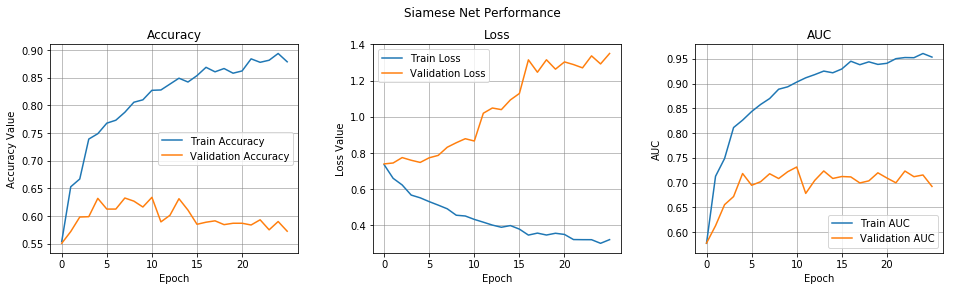 Siamese Net Performance
Accuracy
Accuracy Value
0.90
0.85
0.80
0.75
0.70
0.65
0.60
0.55
Train Accuracy
Validation Accuracy
0 5 10 15 20
Epoch
Loss
Loss Value
1.4
1.2
1.0
0.8
0.6
0.4
Train Loss
Validation Loss
0 5 10 15 20
Epoch
AUC
AUC
0.95
0.90
0.85
0.80
0.75
0.70
0.65
0.60
Train AUC
Validation AUC
0 5 10 15 20
Epoch